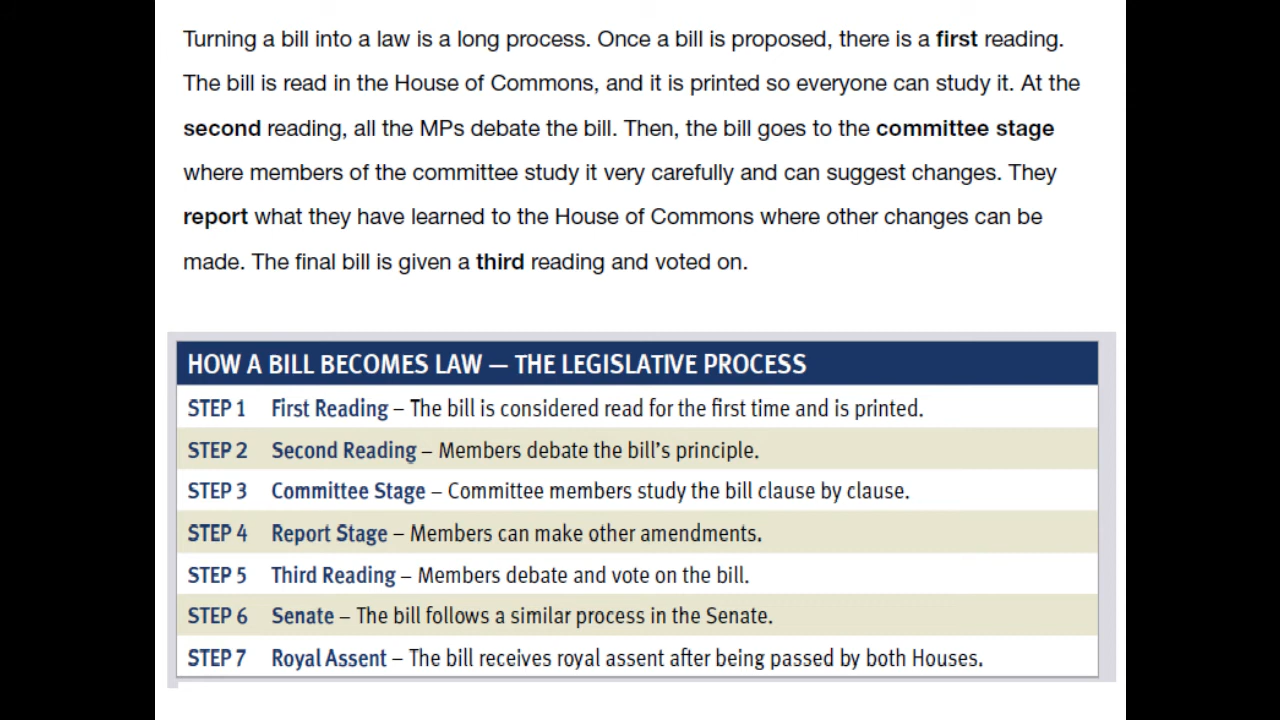 Turning a bill into a law is a long process. Once a bill is proposed, there is a first reading.
The bill is read in the House of Commons, and it is printed so everyone can study it. At the
second reading, all the MPs debate the bill. Then, the bill goes to the committee stage
where members of the committee study it very carefully and can suggest changes. They
report what they have learned to the House of Commons where other changes can be
made. The final bill is given a third reading and voted on.
HOW A BILL BECOMES LAW — THE LEGISLATIVE PROCESS
STEP 1 First Reading – The bill is considered read for the first time and is printed.
STEP 2 Second Reading – Members debate the bill’s principle.
STEP 3 Committee Stage – Committee members study the bill clause by clause.
STEP 4 Report Stage – Members can make other amendments.
STEP 5 Third Reading – Members debate and vote on the bill.
STEP 6 Senate – The bill follows a similar process in the Senate.
STEP 7 Royal Assent – The bill receives royal assent after being passed by both Houses.